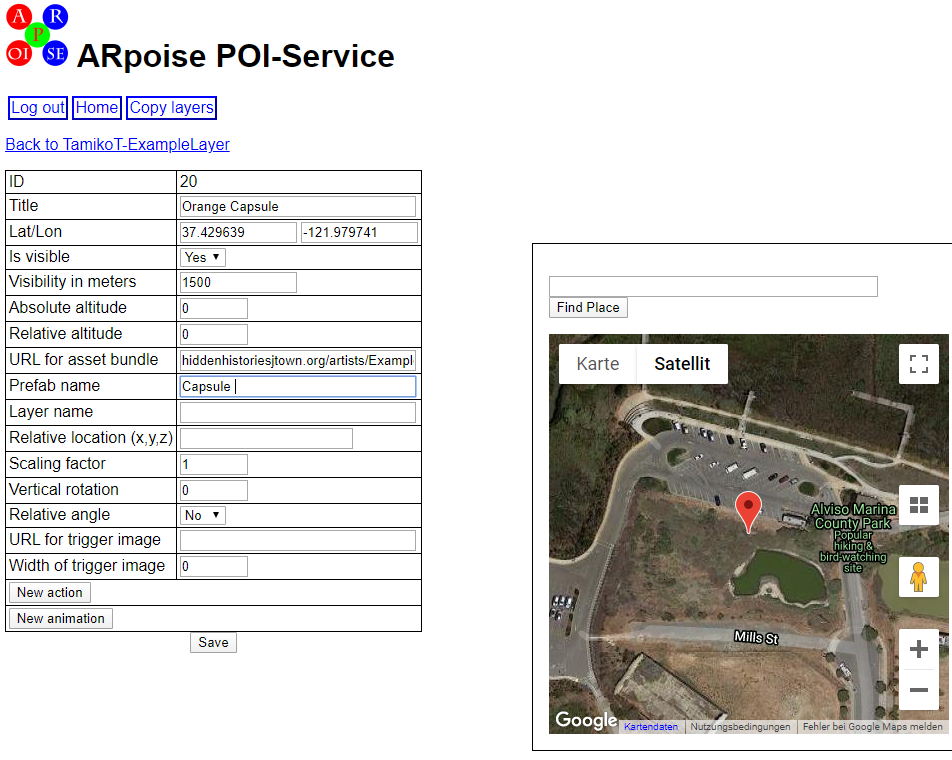 A R
P
OI SE
ARpoise POI-Service
Log out Home Copy layers
Back to TamikoT-ExampleLayer
ID 20
Title Orange Capsule
Lat/Lon 37.429639 -121.979741
Is visible Yes
Visibility in meters 1500
Absolute altitude 0
Relative altitude 0
URL for asset bundle hiddenhistoriesjtown.org/artists/Exampl
Prefab name Capsule
Layer name
Relative location (x,y,z)
Scaling factor 1
Vertical rotation 0
Relative angle No
URL for trigger image
Width of trigger image 0
New action
New animation
Save
Find Place
Karte Satellit
Alviso Marina
County Park
Popular
hiking &
bird-watching
site
Mills St
Google Kartendaten Nutzungsbedingungen Fehler bei Google Maps melden